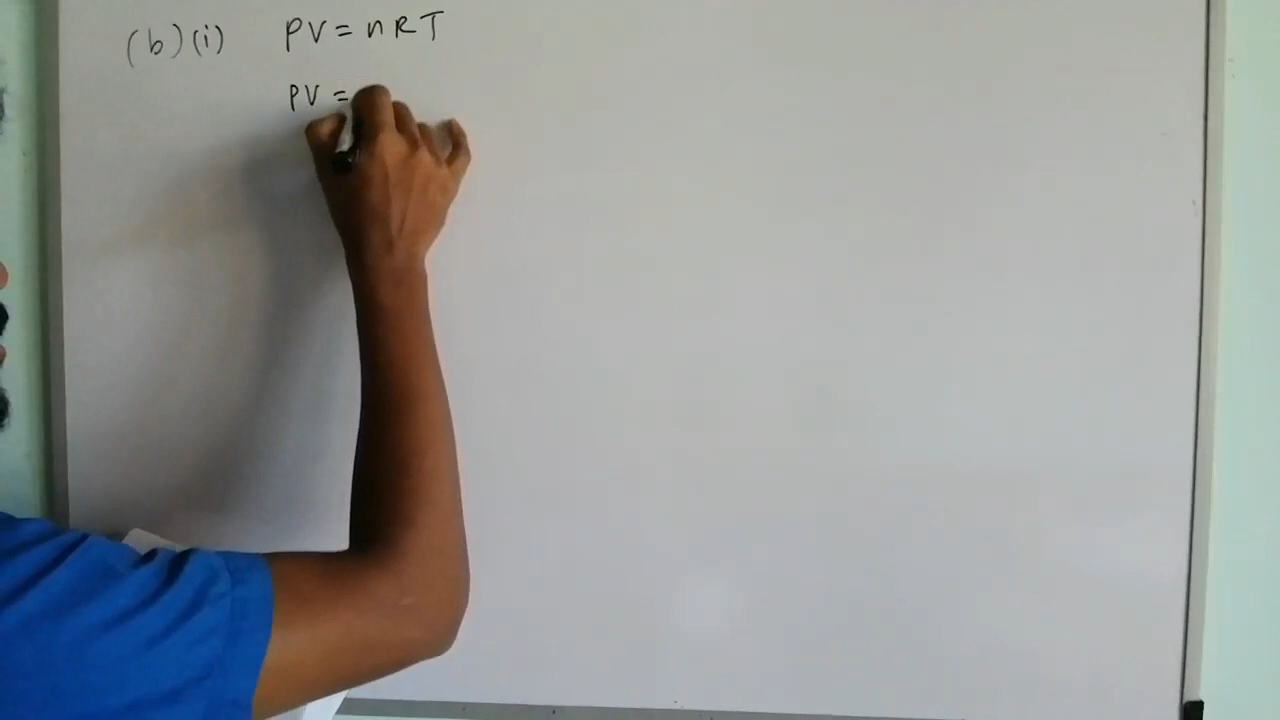 (b)(i) PV = nRT
PV =